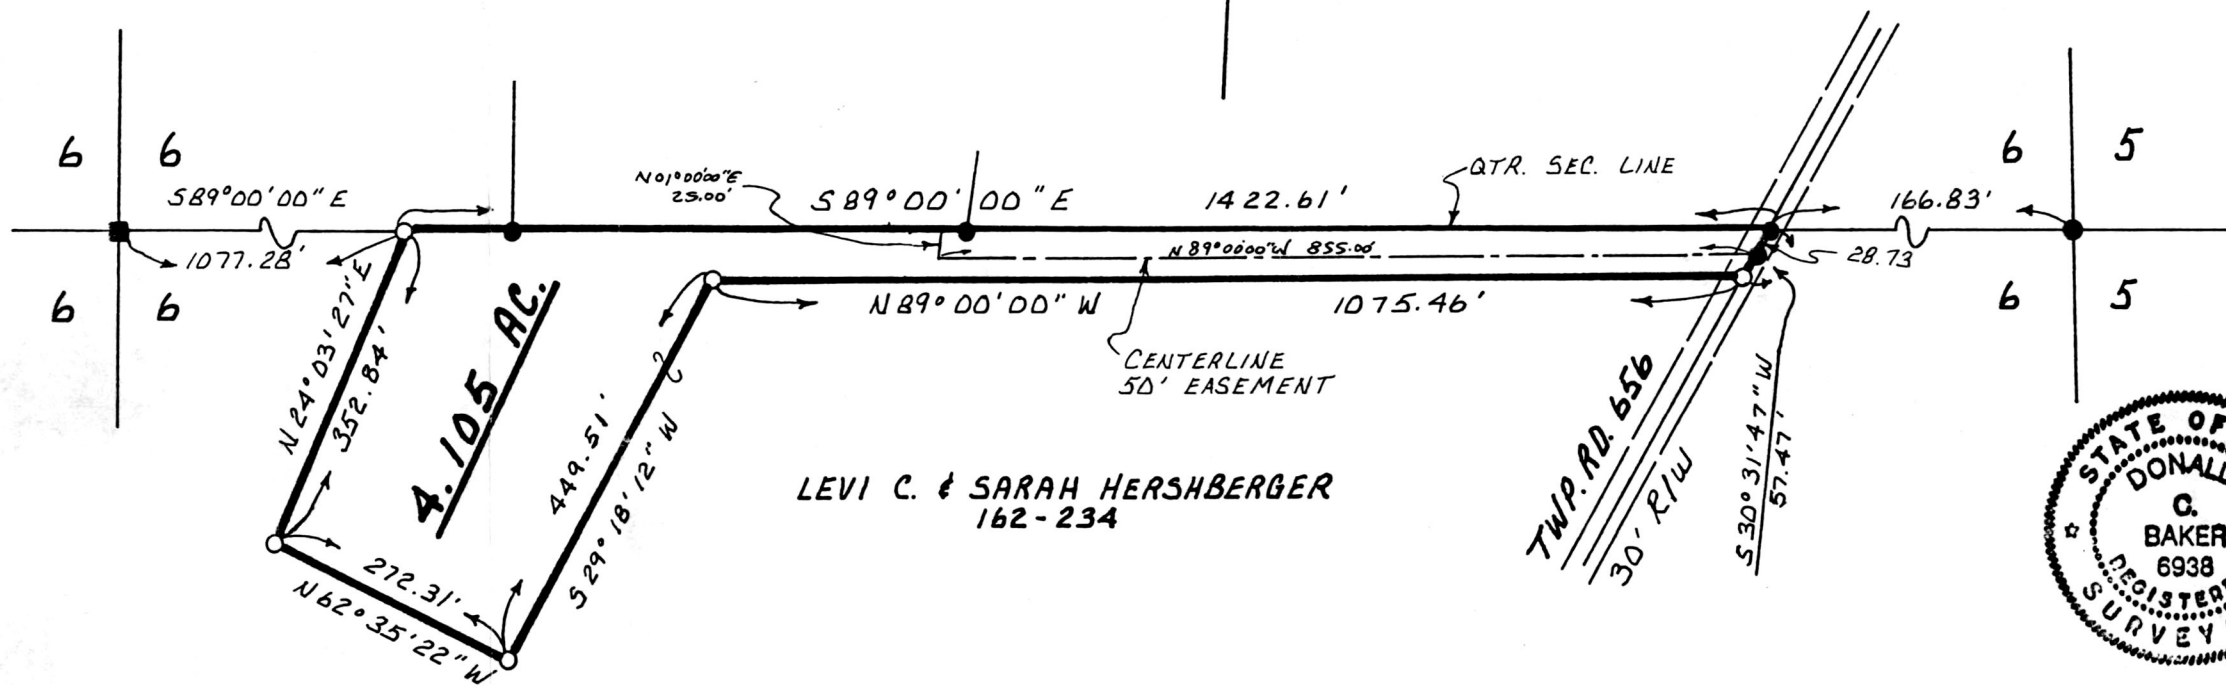 6 6 6 5
S89°00'00"E
N01°00'00"E
25.00'
S89°00'00"E 1422.61'
QTR. SEC. LINE
166.83'
1077.28'
N89°00'00"W 855.00'
28.73
6 6 6 5
N89°00'00"W 1075.46'
CENTERLINE
50' EASEMENT
N24°03'27"E
352.84'
4.105 AC.
449.51'
S29°18'12"W
272.31'
N62°35'22"W
LEVI C. & SARAH HERSHBERGER
162-234
TWP. RD. 656
30' R/W
S30°31'47"W
57.47'
STATE OF
DONALD
C.
BAKER
6938
REGISTERED
SURVEY